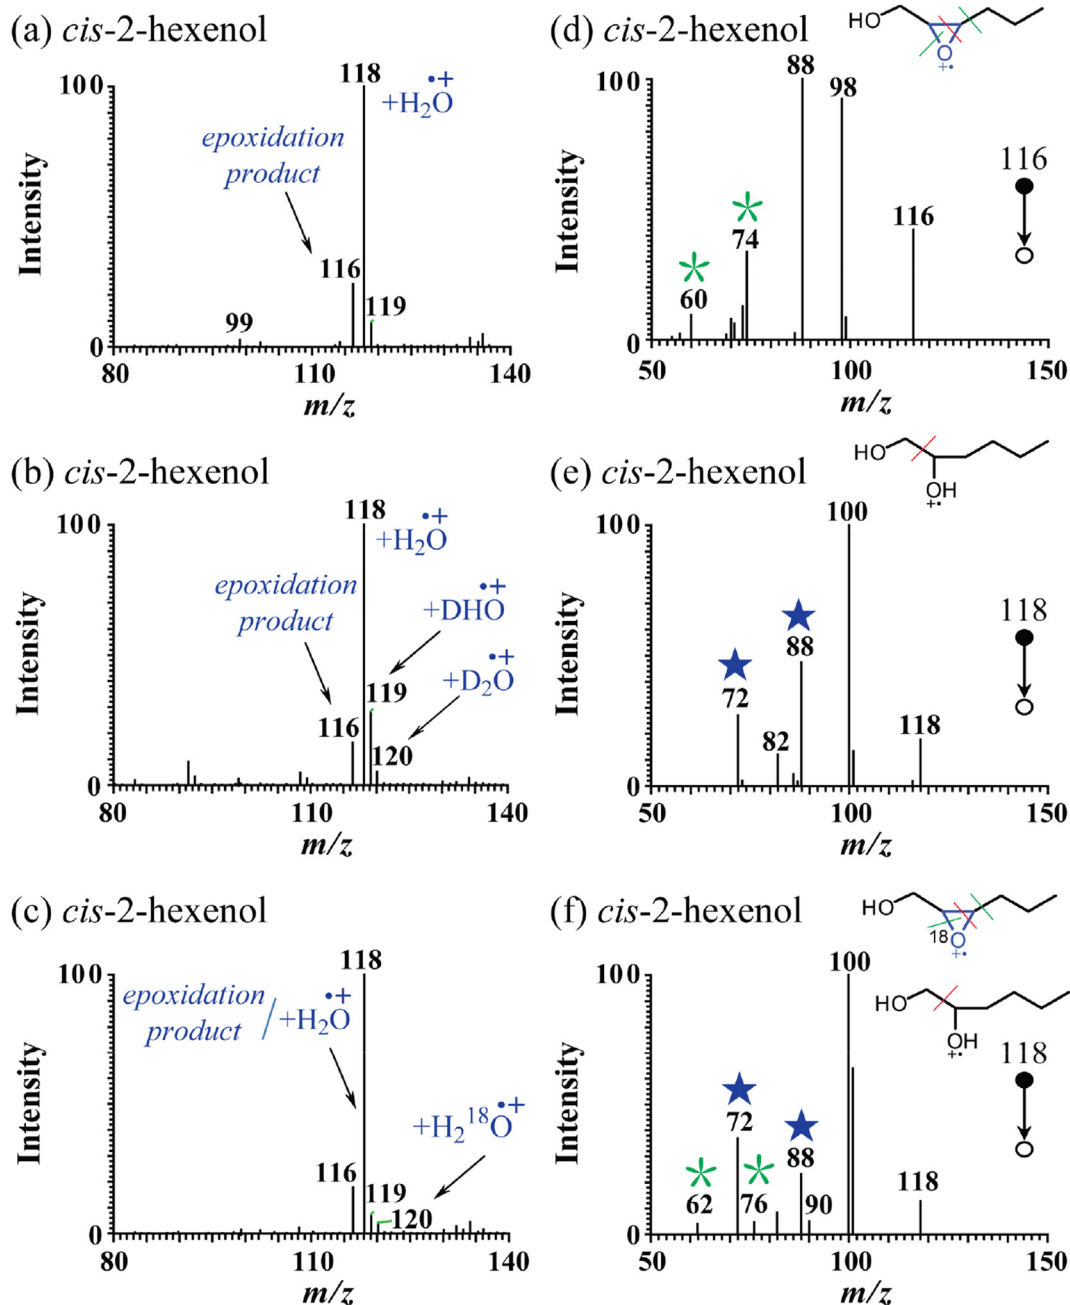 (a) cis-2-hexenol
100
118
+H₂O•+
epoxidation
product
116
119
99
0
Intensity
80
110
140
m/z
(d) cis-2-hexenol
HO
O
+•
100
88
98
116
116
74
60
0
Intensity
50
100
150
m/z
(b) cis-2-hexenol
100
118
+H₂O•+
epoxidation
product
+DHO•+
+D₂O•+
119
116
120
0
Intensity
80
110
140
m/z
(e) cis-2-hexenol
HO
OH
+•
100
100
118
88
72
82
118
0
Intensity
50
100
150
m/z
(c) cis-2-hexenol
100
118
epoxidation
product / +H₂O•+
+H₂¹⁸O•+
116
119
120
0
Intensity
80
110
140
m/z
(f) cis-2-hexenol
HO
18
O
+•
HO
OH
+•
100
100
118
72
88
62
76
90
118
0
Intensity
50
100
150
m/z